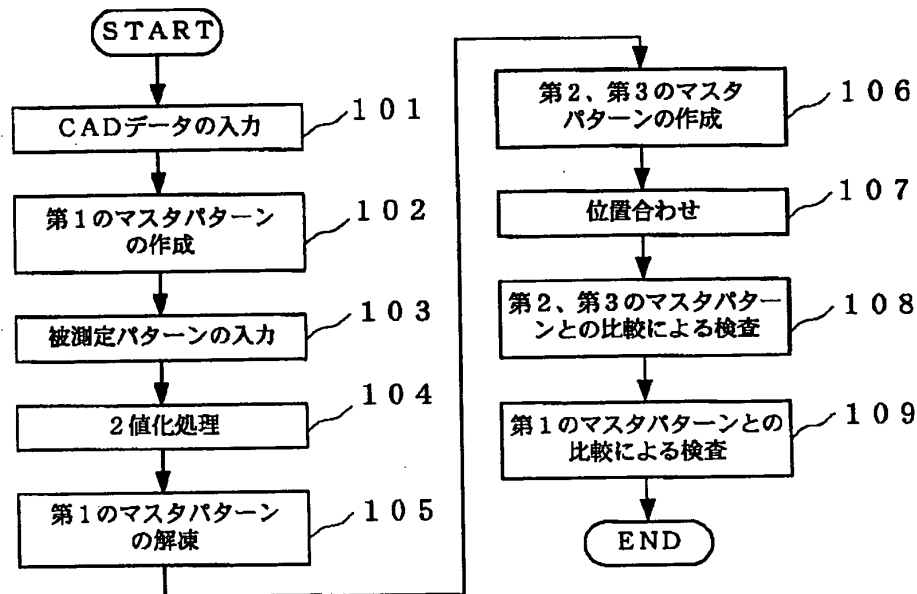 START
CADデータの入力
101
第1のマスタパターン
の作成
102
被測定パターンの入力
103
2値化処理
104
第1のマスタパターン
の解凍
105
第2、第3のマスタ
パターンの作成
106
位置合わせ
107
第2、第3のマスタパター
ンとの比較による検査
108
第1のマスタパターンとの
比較による検査
109
END